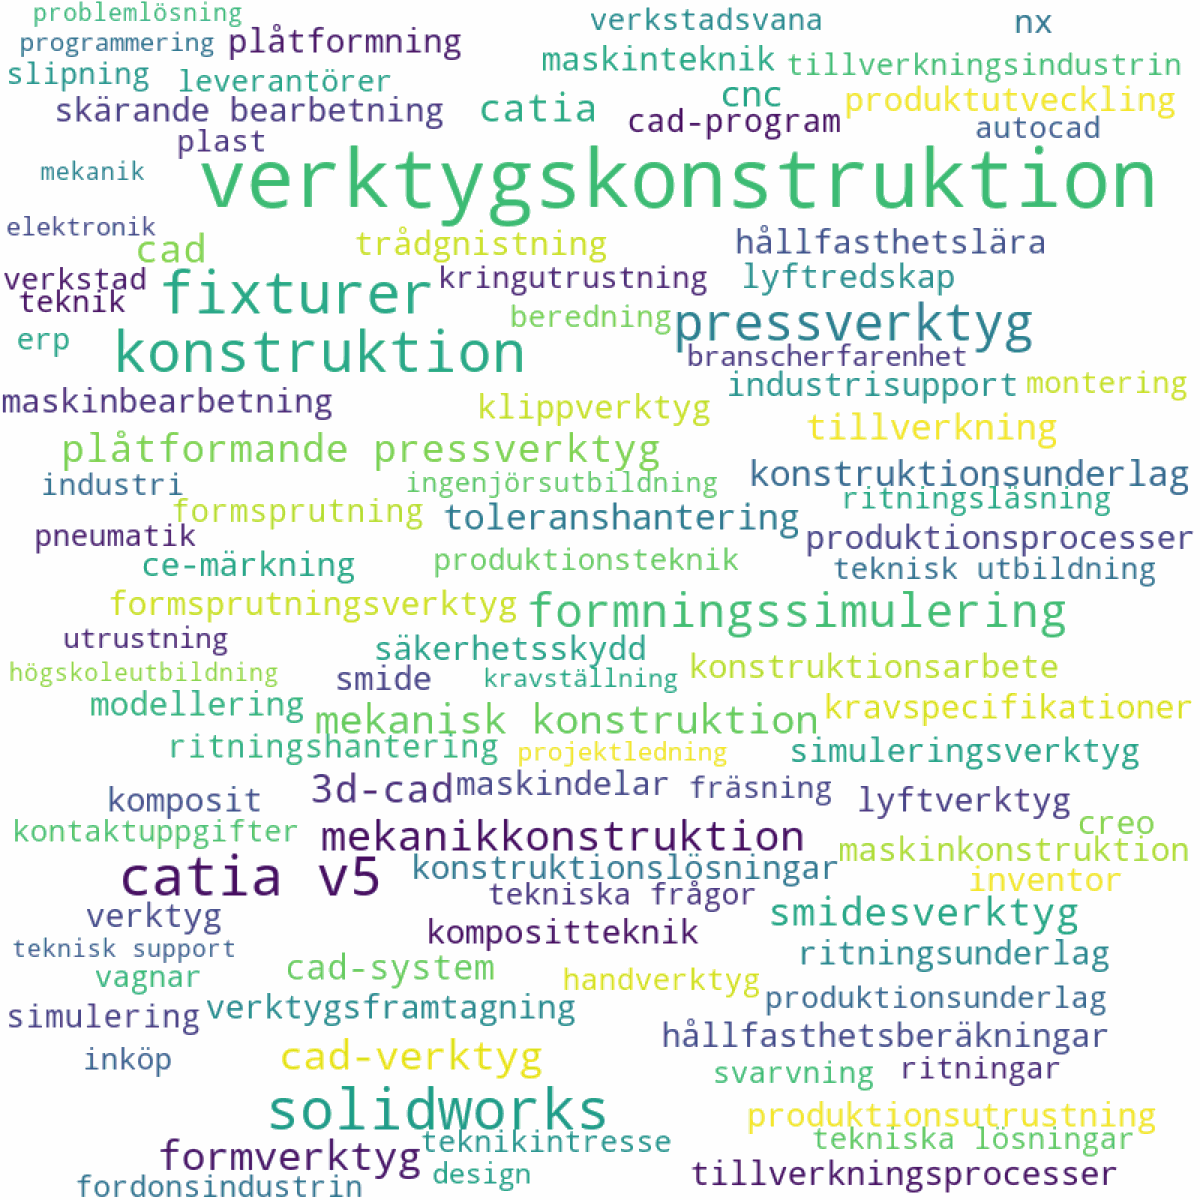 problemlösning
verkstadsvana
nx
programmering
plåtformning
maskinteknik
tillverkningsindustrin
slipning
leverantörer
cnc
produktutveckling
skärande bearbetning
catia
cad-program
autocad
plast
mekanik
verktygskonstruktion
elektronik
cad
trådgnistning
hållfasthetslära
verkstad
fixturer
kringutrustning
lyftredskap
teknik
beredning
pressverktyg
erp
konstruktion
branscherfarenhet
industrisupport
montering
maskinbearbetning
klippverktyg
tillverkning
plåtformande pressverktyg
konstruktionsunderlag
industri
ingenjörsutbildning
ritningsläsning
formsprutning
toleranshantering
pneumatik
produktionsprocesser
ce-märkning
produktionsteknik
teknisk utbildning
formsprutningsverktyg
formningssimulering
utrustning
säkerhetsskydd
konstruktionsarbete
högskoleutbildning
smide
kravställning
modellering
mekanisk konstruktion
kravspecifikationer
ritningshantering
projektledning
simuleringsverktyg
3d-cad
maskindelar
fräsning
komposit
lyftverktyg
kontaktuppgifter
mekanikkonstruktion
creo
maskinkonstruktion
catia v5
konstruktionslösningar
inventor
tekniska frågor
verktyg
smidesverktyg
kompositteknik
teknisk support
ritningsunderlag
vagnar
cad-system
handverktyg
produktionsunderlag
simulering
verktygsframtagning
hållfasthetsberäkningar
inköp
cad-verktyg
svarvning
ritningar
solidworks
produktionsutrustning
formverktyg
teknikintresse
tekniska lösningar
design
tillverkningsprocesser
fordonsindustrin